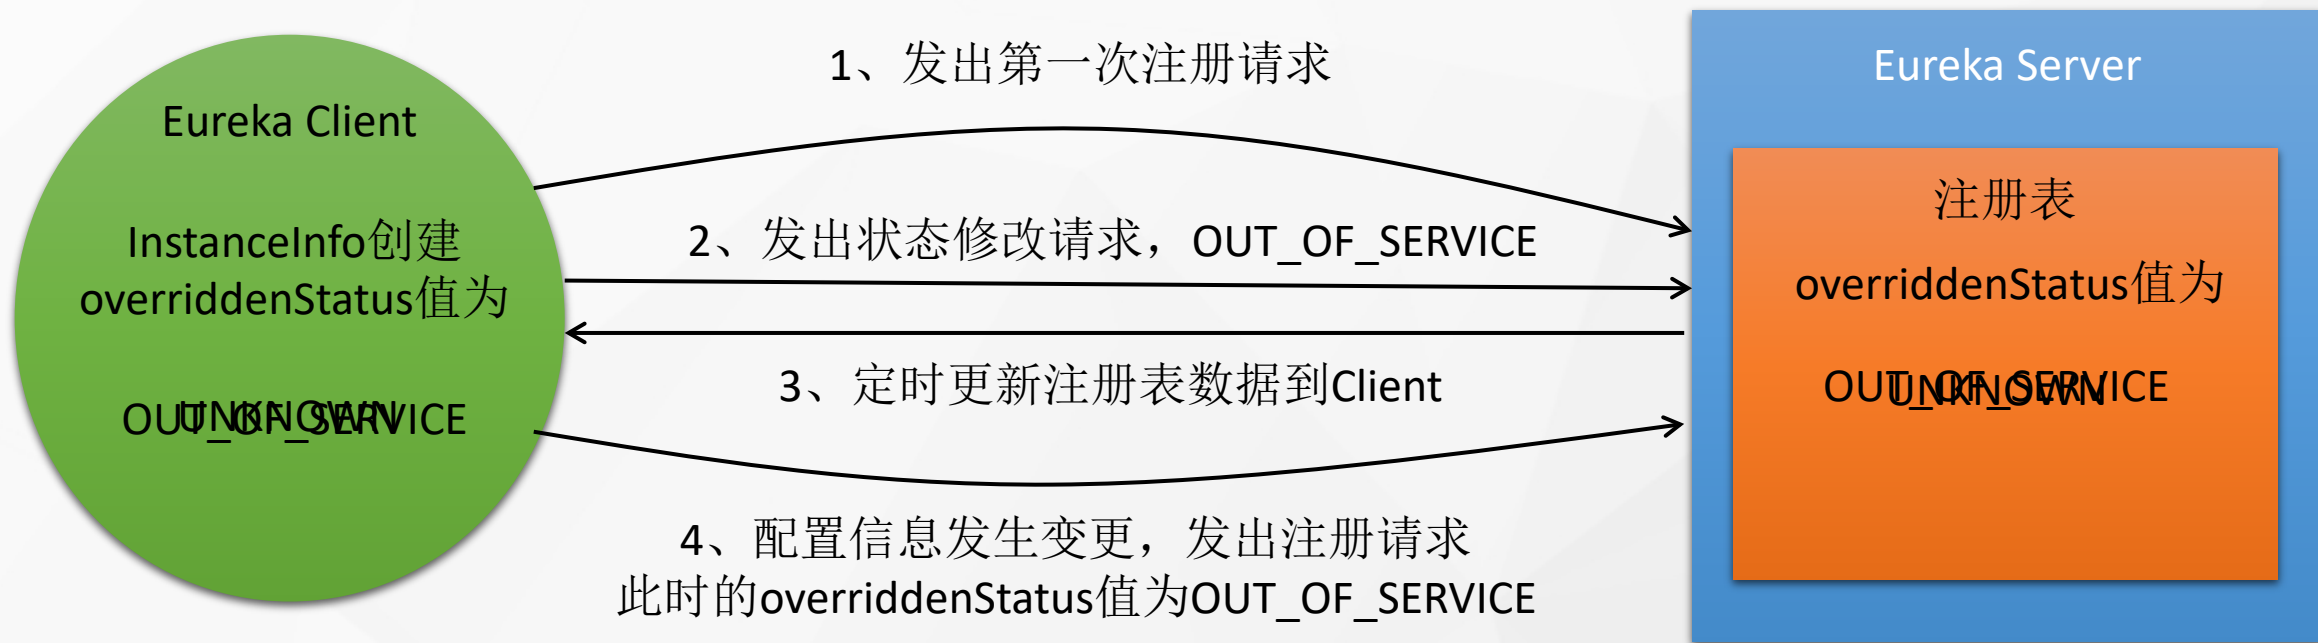 Eureka Client
InstanceInfo创建
overriddenStatus值为
OUT_OF_SERVICE
UNKNOWN
1、发出第一次注册请求
2、发出状态修改请求，OUT_OF_SERVICE
3、定时更新注册表数据到Client
4、配置信息发生变更，发出注册请求
此时的overriddenStatus值为OUT_OF_SERVICE
Eureka Server
注册表
overriddenStatus值为
OUT_OF_SERVICE
UNKNOWN